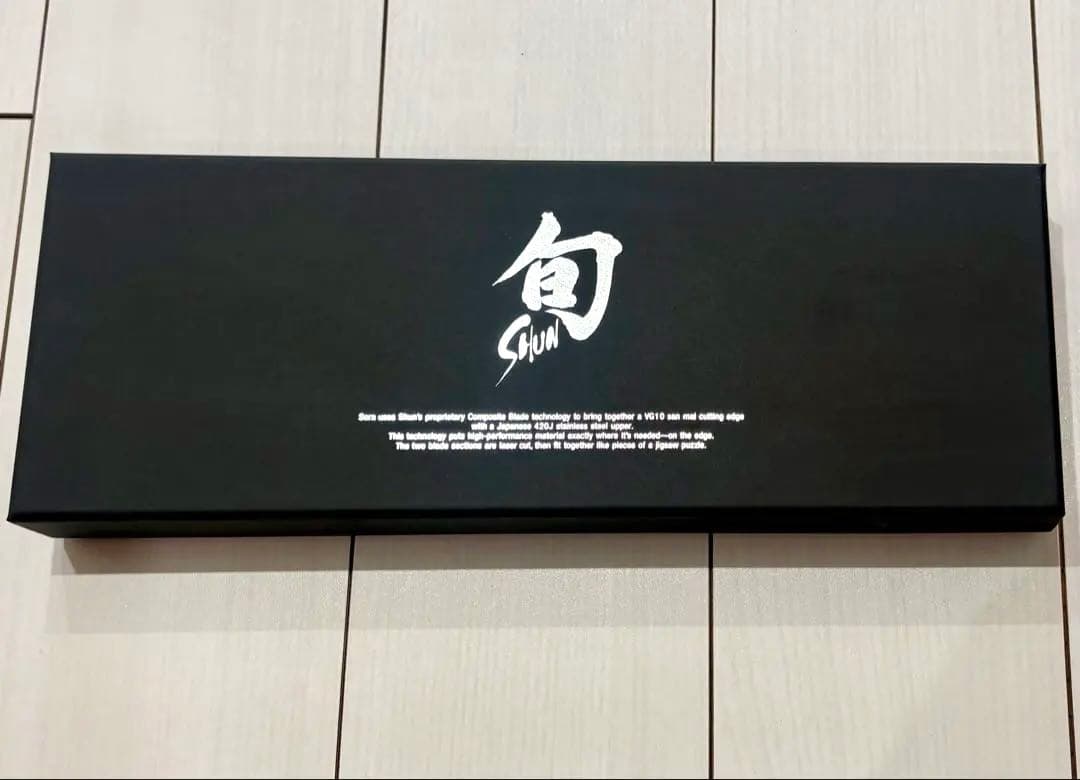 旬
SHUN
Sora uses Shun's proprietary Composite Blade technology to bring together a VG10 san mai cutting edge
with a Japanese 420J stainless steel upper.
This technology puts high-performance material exactly where it's needed—on the edge.
The two blade sections are laser cut, then fit together like pieces of a jigsaw puzzle.